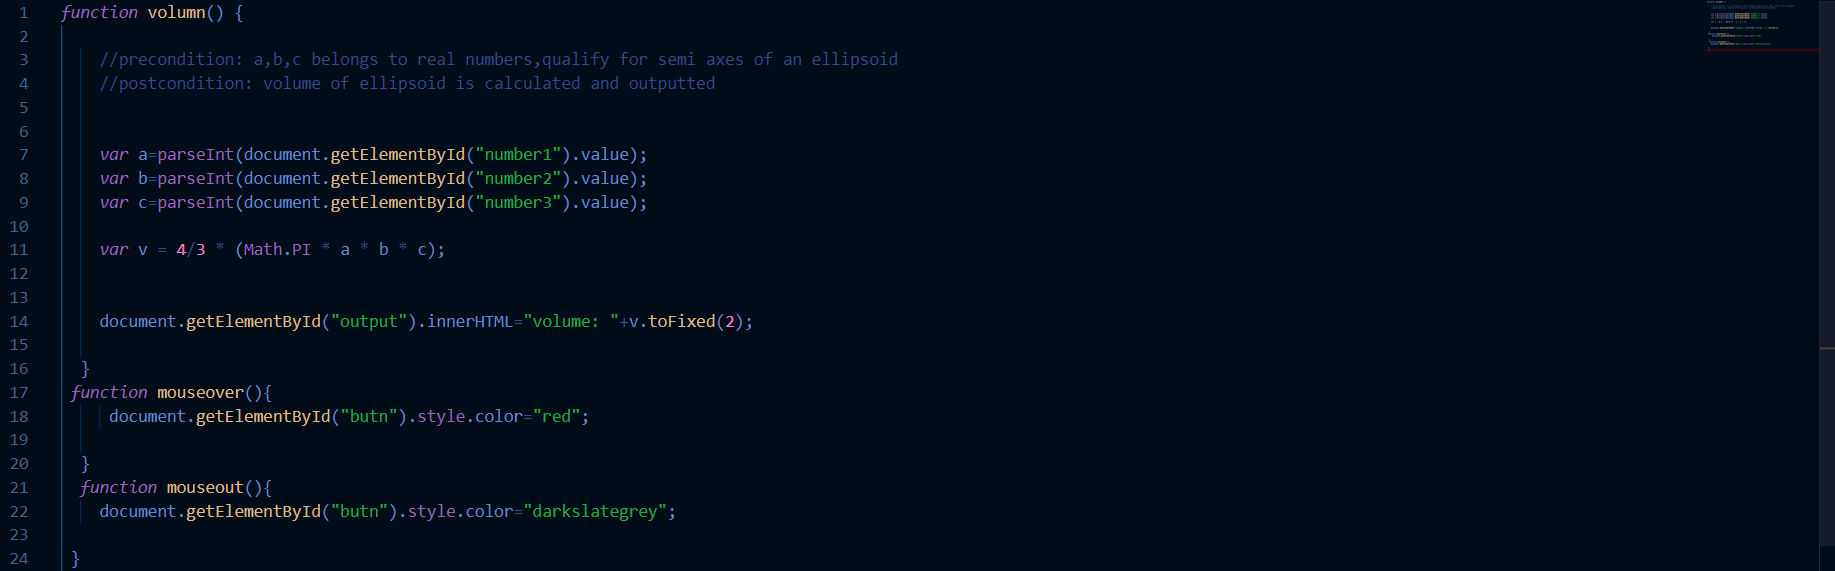 1 function volumn() {
2
3 //precondition: a,b,c belongs to real numbers,qualify for semi axes of an ellipsoid
4 //postcondition: volume of ellipsoid is calculated and outputted
5
6
7 var a=parseInt(document.getElementById("number1").value);
8 var b=parseInt(document.getElementById("number2").value);
9 var c=parseInt(document.getElementById("number3").value);
10
11 var v = 4/3 * (Math.PI * a * b * c);
12
13
14 document.getElementById("output").innerHTML="volume: "+v.toFixed(2);
15
16 }
17 function mouseover(){
18 document.getElementById("butn").style.color="red";
19
20 }
21 function mouseout(){
22 document.getElementById("butn").style.color="darkslategrey";
23
24 }